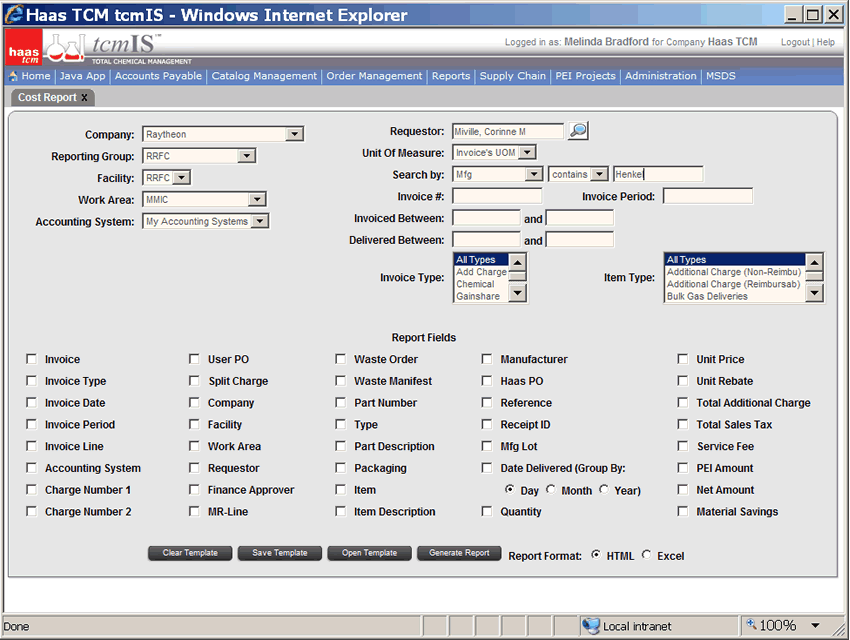 Haas TCM tcmIS - Windows Internet Explorer
haas tcm
tcmIS™
TOTAL CHEMICAL MANAGEMENT
Logged in as: Melinda Bradford for Company Haas TCM
Logout | Help
Home | Java App | Accounts Payable | Catalog Management | Order Management | Reports | Supply Chain | PEI Projects | Administration | MSDS
Cost Report x
Company: Raytheon
Requestor: Miville, Corinne M
Reporting Group: RRFC
Unit Of Measure: Invoice's UOM
Facility: RRFC
Search by: Mfg contains Henkel
Work Area: MMIC
Invoice #:
Invoice Period:
Accounting System: My Accounting Systems
Invoiced Between: and
Delivered Between: and
Invoice Type:
All Types
Add Charge
Chemical
Gainshare
Item Type:
All Types
Additional Charge (Non-Reimbu)
Additional Charge (Reimbursab)
Bulk Gas Deliveries
Report Fields
Invoice User PO Waste Order Manufacturer Unit Price
Invoice Type Split Charge Waste Manifest Haas PO Unit Rebate
Invoice Date Company Part Number Reference Total Additional Charge
Invoice Period Facility Type Receipt ID Total Sales Tax
Invoice Line Work Area Part Description Mfg Lot Service Fee
Accounting System Requestor Packaging Date Delivered (Group By: PEI Amount
Charge Number 1 Finance Approver Item Day Month Year) Net Amount
Charge Number 2 MR-Line Item Description Quantity Material Savings
Clear Template Save Template Open Template Generate Report Report Format: HTML Excel
Done Local intranet 100%